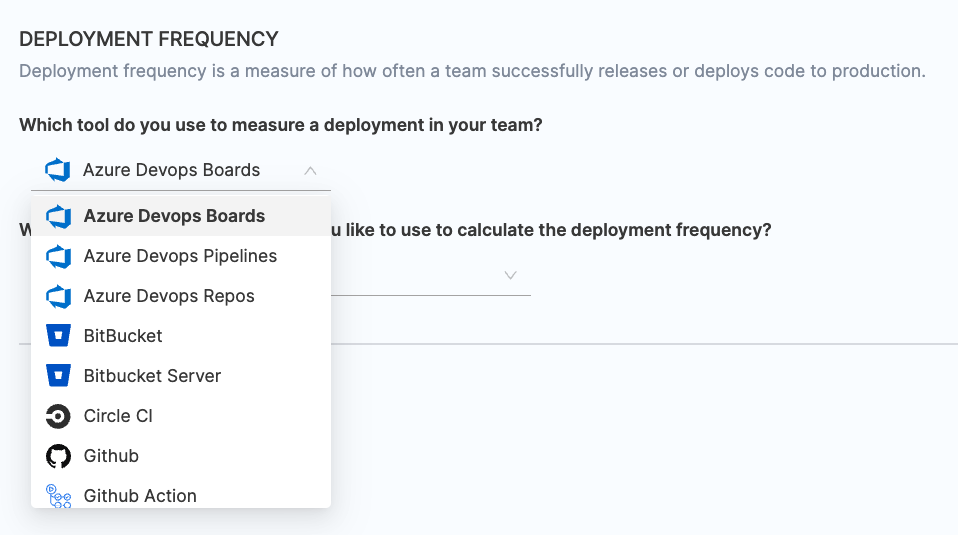 DEPLOYMENT FREQUENCY
Deployment frequency is a measure of how often a team successfully releases or deploys code to production.
Which tool do you use to measure a deployment in your team?
Azure Devops Boards
Azure Devops Boards
like to use to calculate the deployment frequency?
Azure Devops Pipelines
Azure Devops Repos
BitBucket
Bitbucket Server
Circle CI
Github
Github Action